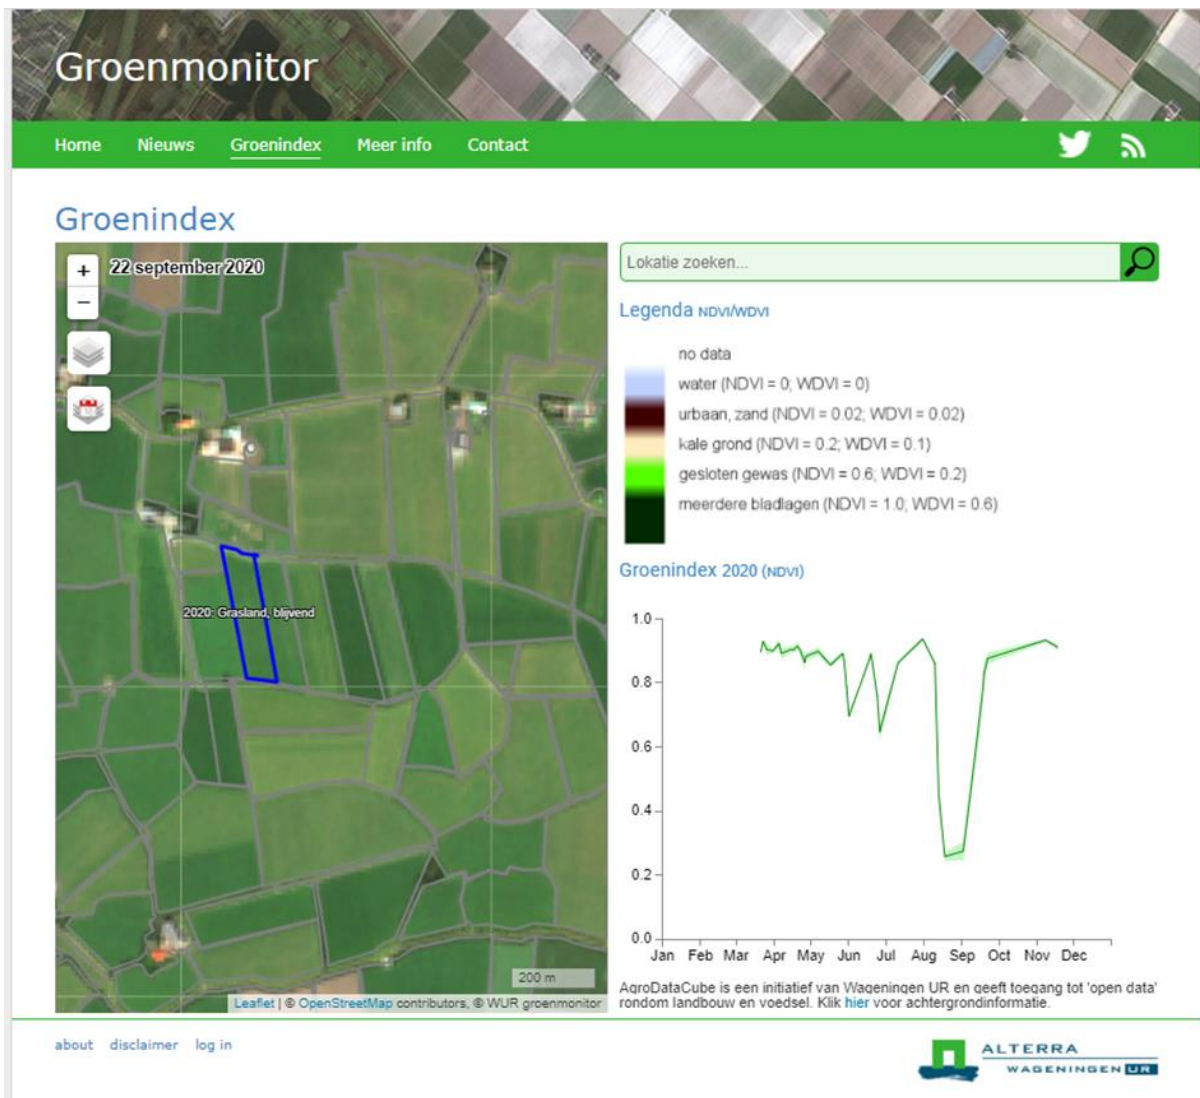 Groenmonitor
Home Nieuws Groenindex Meer info Contact
Groenindex
+
22 september 2020
−
2020: Grasland, blijvend
200 m
Leaflet | © OpenStreetMap contributors, © WUR groenmonitor
Lokatie zoeken...
Legenda NDVI/WDVI
no data
water (NDVI = 0; WDVI = 0)
urbaan, zand (NDVI = 0.02; WDVI = 0.02)
kale grond (NDVI = 0.2; WDVI = 0.1)
gesloten gewas (NDVI = 0.6; WDVI = 0.2)
meerdere bladlagen (NDVI = 1.0; WDVI = 0.6)
Groenindex 2020 (NDVI)
1.0
0.8
0.6
0.4
0.2
0.0
Jan Feb Mar Apr May Jun Jul Aug Sep Oct Nov Dec
AgroDataCube is een initiatief van Wageningen UR en geeft toegang tot 'open data'
rondom landbouw en voedsel. Klik hier voor achtergrondinformatie.
about disclaimer log in
ALTERRA
WAGENINGEN UR